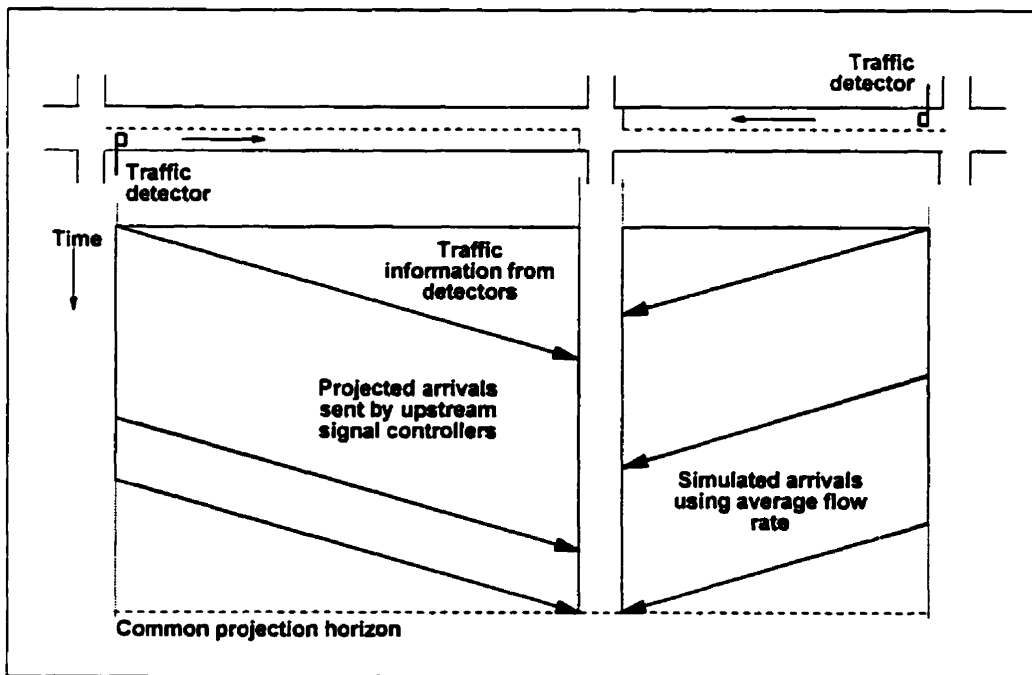 Traffic
detector
Traffic
detector
Time
Traffic
information from
detectors
Projected arrivals
sent by upstream
signal controllers
Simulated arrivals
using average flow
rate
Common projection horizon